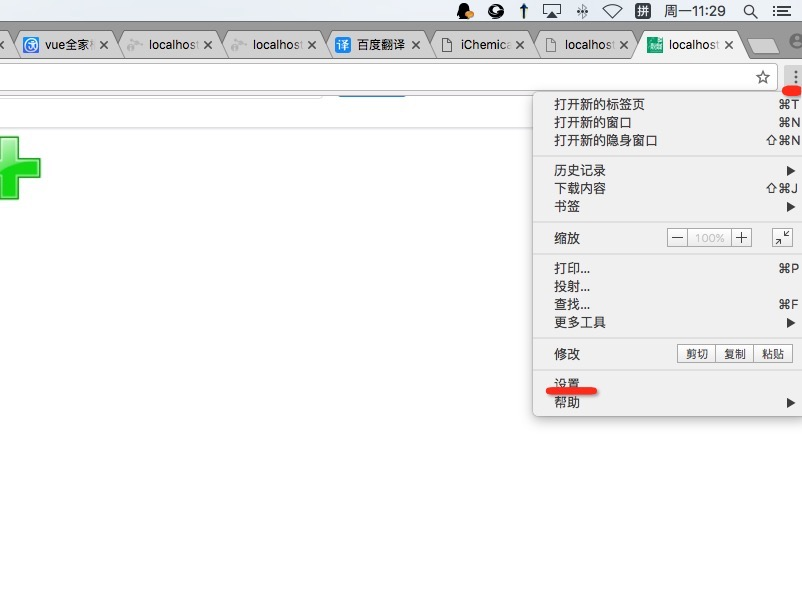 拼 周一11:29
vue全家 localhost localhost 译 百度翻译 iChemic localhost localhost
打开新的标签页 ⌘T
打开新的窗口 ⌘N
打开新的隐身窗口 ⇧⌘N
历史记录
下载内容 ⇧⌘J
书签
缩放 100%
打印... ⌘P
投射...
查找... ⌘F
更多工具
修改 剪切 复制 粘贴
设置
帮助